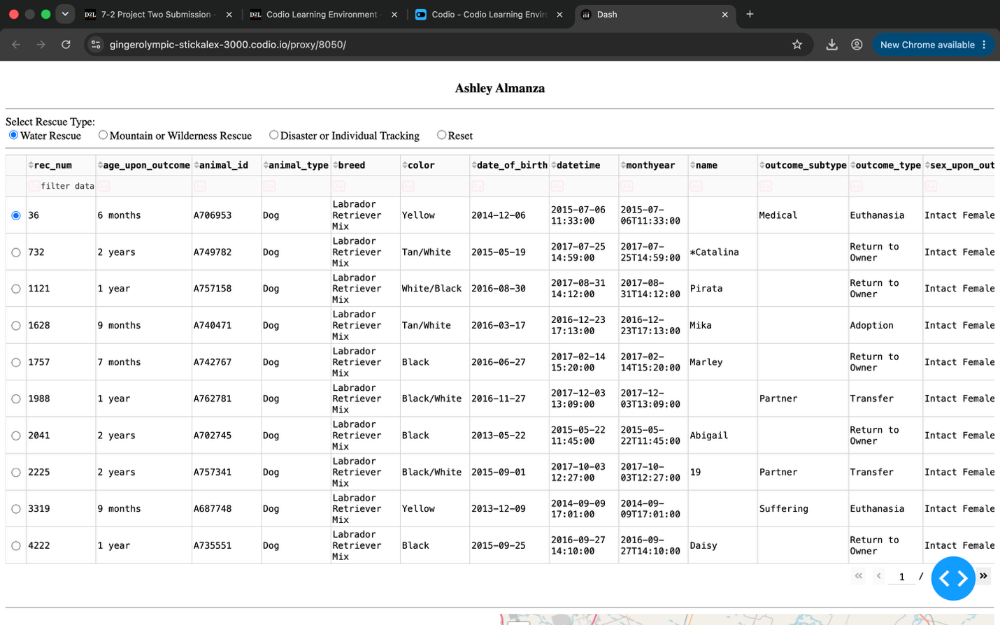 7-2 Project Two Submission -
Codio Learning Environment -
Codio - Codio Learning Enviro
Dash
gingerolympic-stickalex-3000.codio.io/proxy/8050/
New Chrome available
Ashley Almanza
Select Rescue Type:
Water Rescue Mountain or Wilderness Rescue Disaster or Individual Tracking Reset
rec_num age_upon_outcome animal_id animal_type breed color date_of_birth datetime monthyear name outcome_subtype outcome_type sex_upon_out
Aa filter data Aa Aa Aa Aa Aa Aa Aa Aa Aa Aa Aa Aa
36 6 months A706953 Dog Labrador Retriever Mix Yellow 2014-12-06 2015-07-06 11:33:00 2015-07-06T11:33:00 Medical Euthanasia Intact Female
732 2 years A749782 Dog Labrador Retriever Mix Tan/White 2015-05-19 2017-07-25 14:59:00 2017-07-25T14:59:00 *Catalina Return to Owner Intact Female
1121 1 year A757158 Dog Labrador Retriever Mix White/Black 2016-08-30 2017-08-31 14:12:00 2017-08-31T14:12:00 Pirata Return to Owner Intact Female
1628 9 months A740471 Dog Labrador Retriever Mix Tan/White 2016-03-17 2016-12-23 17:13:00 2016-12-23T17:13:00 Mika Adoption Intact Female
1757 7 months A742767 Dog Labrador Retriever Mix Black 2016-06-27 2017-02-14 15:20:00 2017-02-14T15:20:00 Marley Return to Owner Intact Female
1988 1 year A762781 Dog Labrador Retriever Mix Black/White 2016-11-27 2017-12-03 13:09:00 2017-12-03T13:09:00 Partner Transfer Intact Female
2041 2 years A702745 Dog Labrador Retriever Mix Black 2013-05-22 2015-05-22 11:45:00 2015-05-22T11:45:00 Abigail Return to Owner Intact Female
2225 2 years A757341 Dog Labrador Retriever Mix Black/White 2015-09-01 2017-10-03 12:27:00 2017-10-03T12:27:00 19 Partner Transfer Intact Female
3319 9 months A687748 Dog Labrador Retriever Mix Yellow 2013-12-09 2014-09-09 17:01:00 2014-09-09T17:01:00 Suffering Euthanasia Intact Female
4222 1 year A735551 Dog Labrador Retriever Mix Black 2015-09-25 2016-09-27 14:10:00 2016-09-27T14:10:00 Daisy Return to Owner Intact Female
1 /